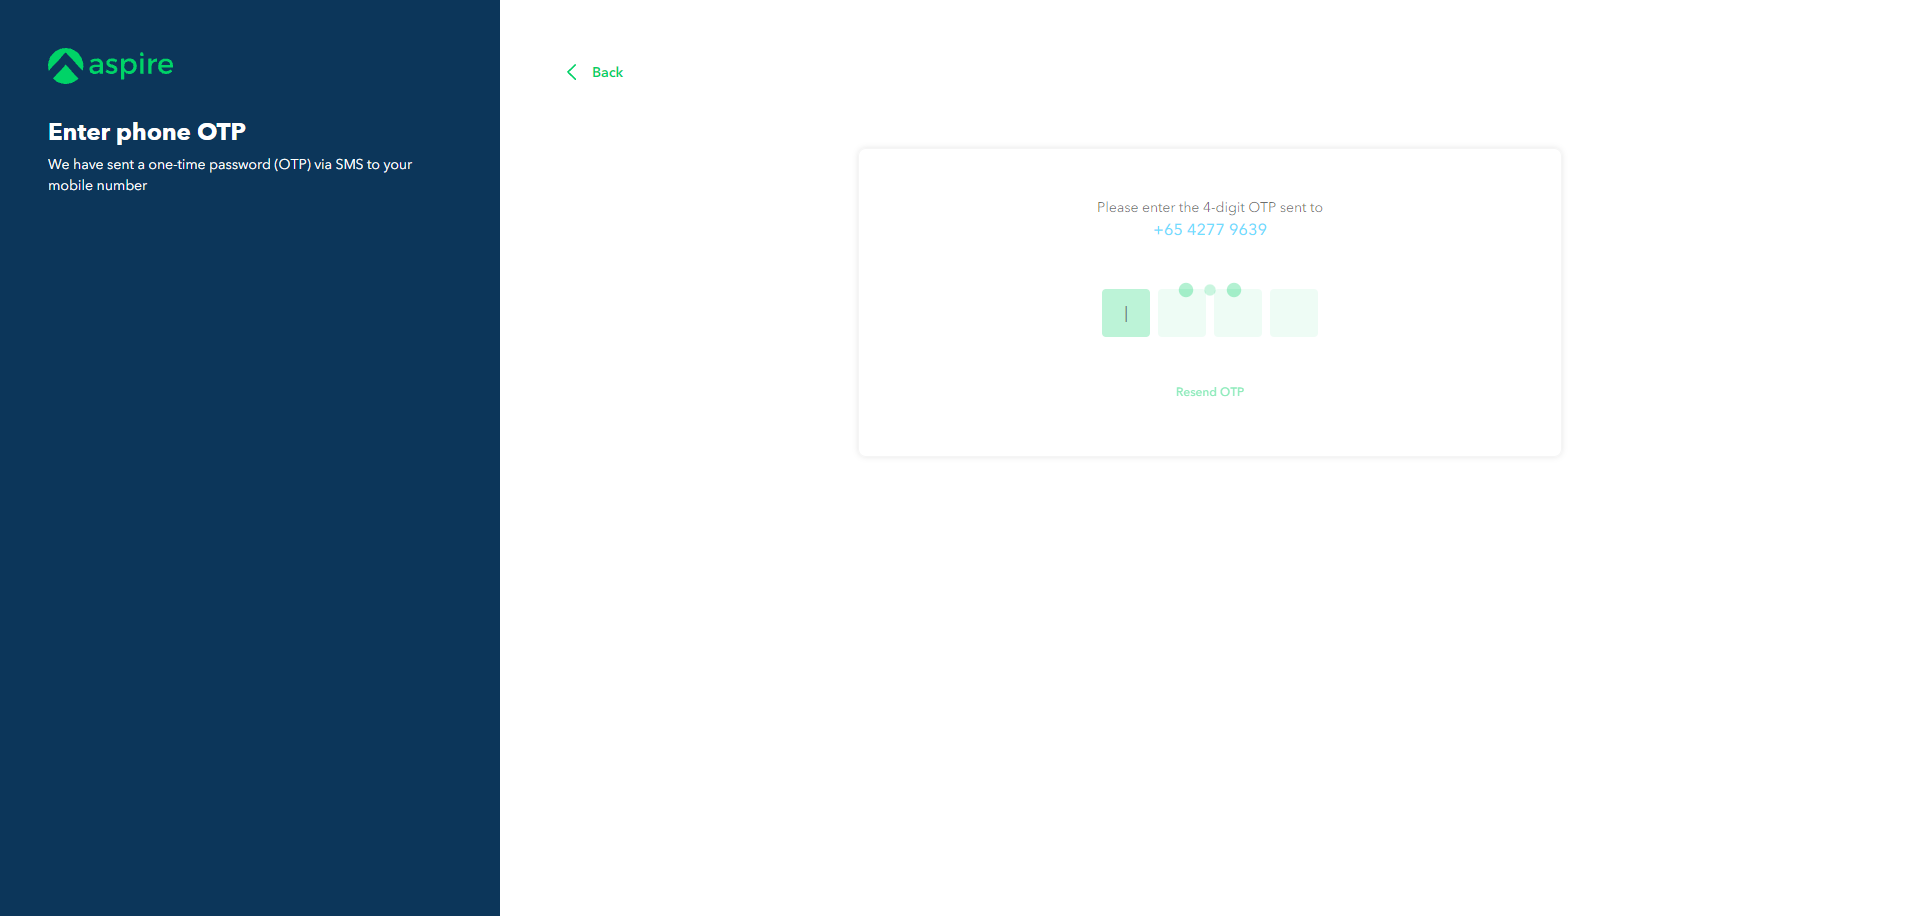 aspire
Enter phone OTP
We have sent a one-time password (OTP) via SMS to your
mobile number
Back
Please enter the 4-digit OTP sent to
+65 4277 9639
Resend OTP